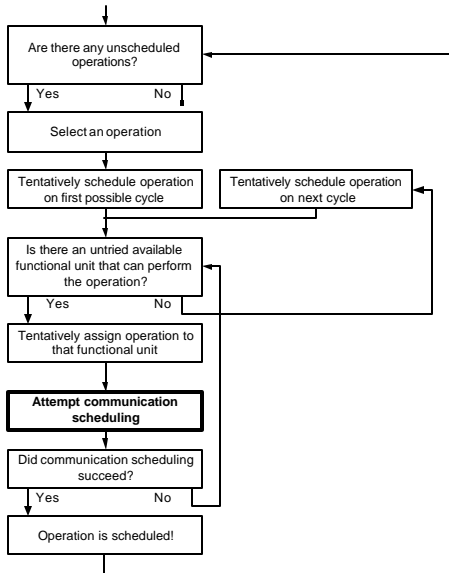 Are there any unscheduled
operations?
Yes No
Select an operation
Tentatively schedule operation
on first possible cycle
Tentatively schedule operation
on next cycle
Is there an untried available
functional unit that can perform
the operation?
Yes No
Tentatively assign operation to
that functional unit
Attempt communication
scheduling
Did communication scheduling
succeed?
Yes No
Operation is scheduled!